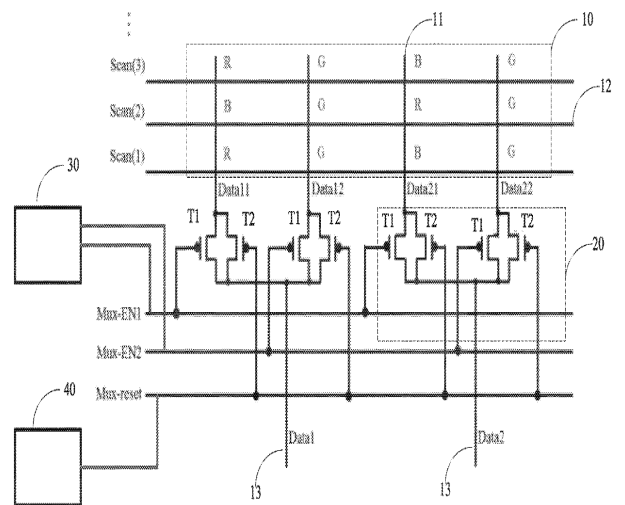 11
10
Scan(3)
R
G
B
G
12
Scan(2)
B
G
R
G
Scan(1)
R
G
B
G
30
Data11
Data12
Data21
Data22
T1
T2
T1
T2
T1
T2
T1
T2
20
Mux-EN1
Mux-EN2
Mux-reset
40
Data1
Data2
13
13